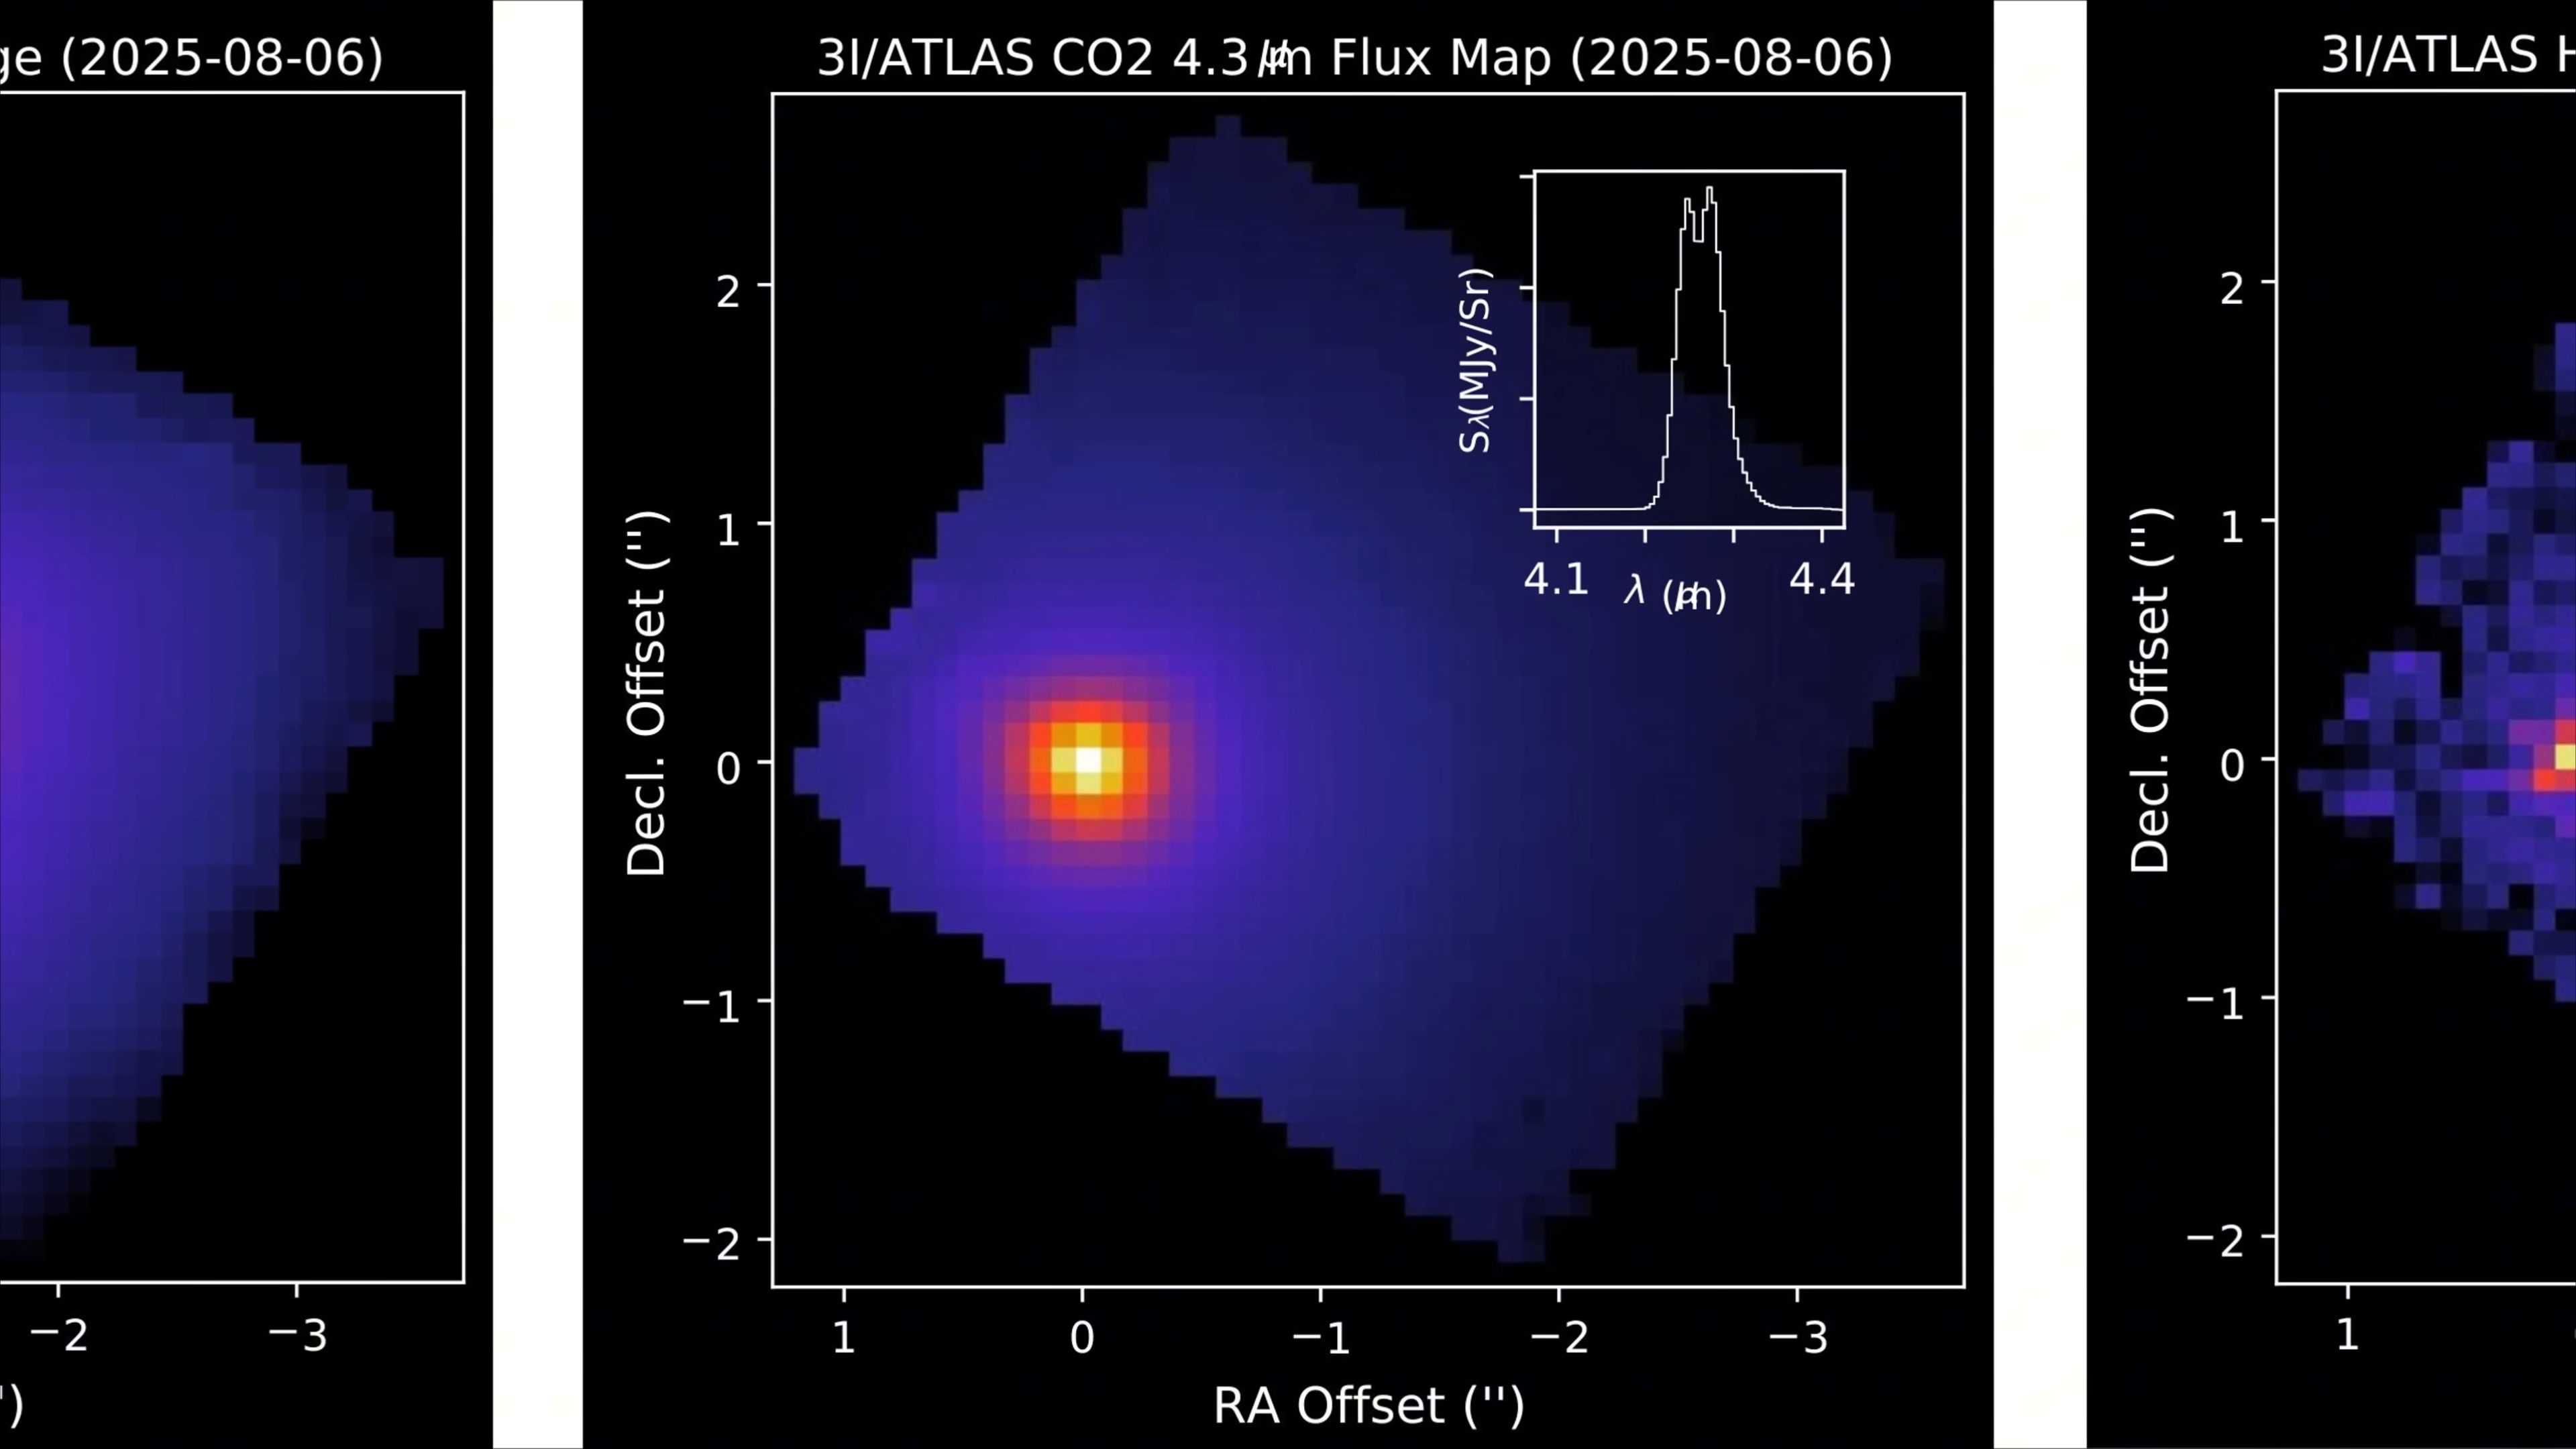 ge (2025-08-06)
−2
−3
")
3I/ATLAS CO2 4.3 μm Flux Map (2025-08-06)
Decl. Offset (")
2
1
0
−1
−2
Sλ(MJy/Sr)
4.1
4.4
λ (μm)
1
0
−1
−2
−3
RA Offset (")
3I/ATLAS H
Decl. Offset (")
2
1
0
−1
−2
1